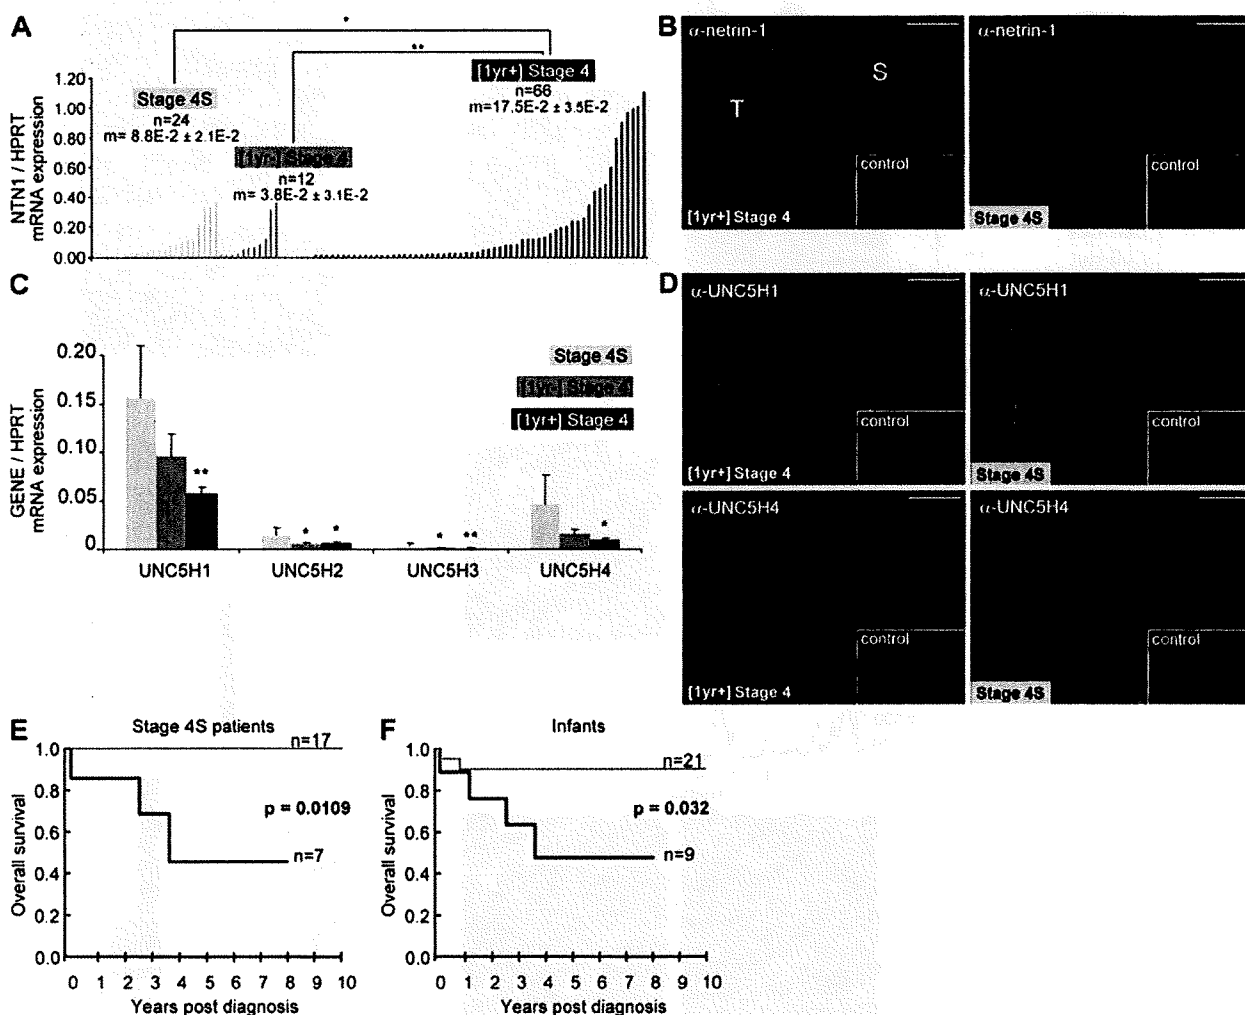 A
*
**
[1yr+] Stage 4
n=66
m=17.5E-2 ± 3.5E-2
Stage 4S
n=24
m= 8.8E-2 ± 2.1E-2
[1yr-] Stage 4
n=12
m= 3.8E-2 ± 3.1E-2
NTN1 / HPRT
mRNA expression
1.20
1.00
0.80
0.60
0.40
0.20
0.00
B
α-netrin-1
S
T
control
[1yr+] Stage 4
α-netrin-1
control
Stage 4S
C
GENE / HPRT
mRNA expression
0.20
0.15
0.10
0.05
0
Stage 4S
[1yr-] Stage 4
[1yr+] Stage 4
**
* *
* **
*
UNC5H1 UNC5H2 UNC5H3 UNC5H4
D
α-UNC5H1
control
[1yr+] Stage 4
α-UNC5H1
control
Stage 4S
α-UNC5H4
control
[1yr+] Stage 4
α-UNC5H4
control
Stage 4S
E
Stage 4S patients
n=17
p = 0.0109
n=7
Overall survival
1.0
0.8
0.6
0.4
0.2
0.0
0 1 2 3 4 5 6 7 8 9 10
Years post diagnosis
F
Infants
n=21
p = 0.032
n=9
Overall survival
1.0
0.8
0.6
0.4
0.2
0.0
0 1 2 3 4 5 6 7 8 9 10
Years post diagnosis